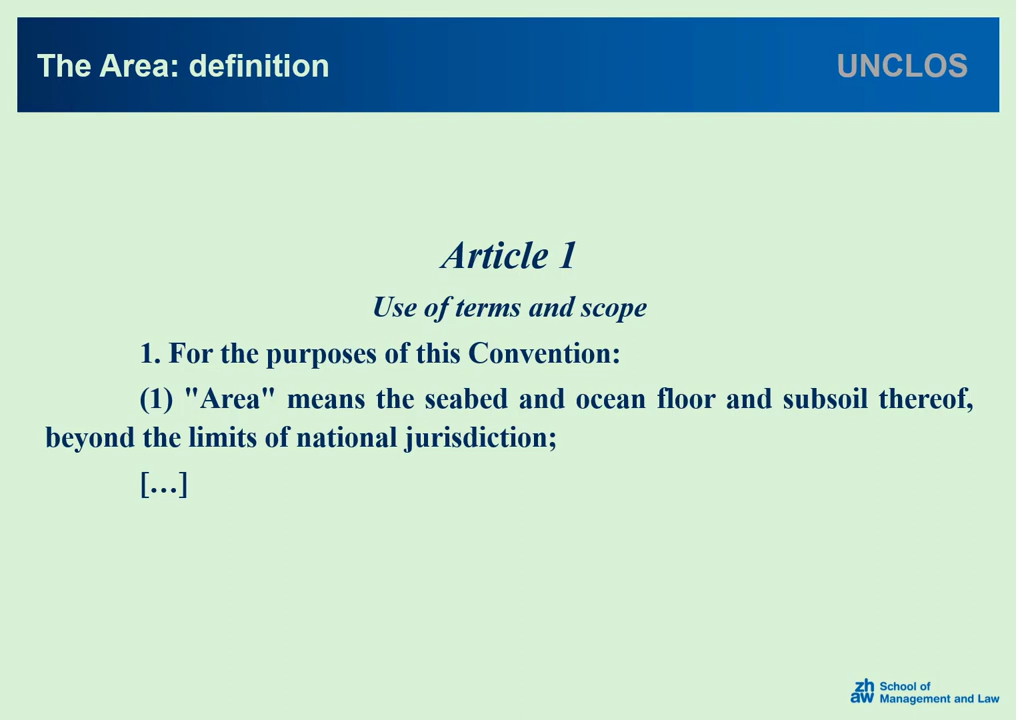 The Area: definition
UNCLOS
Article 1
Use of terms and scope
1. For the purposes of this Convention:
(1) "Area" means the seabed and ocean floor and subsoil thereof,
beyond the limits of national jurisdiction;
[…]
zh
aw
School of
Management and Law